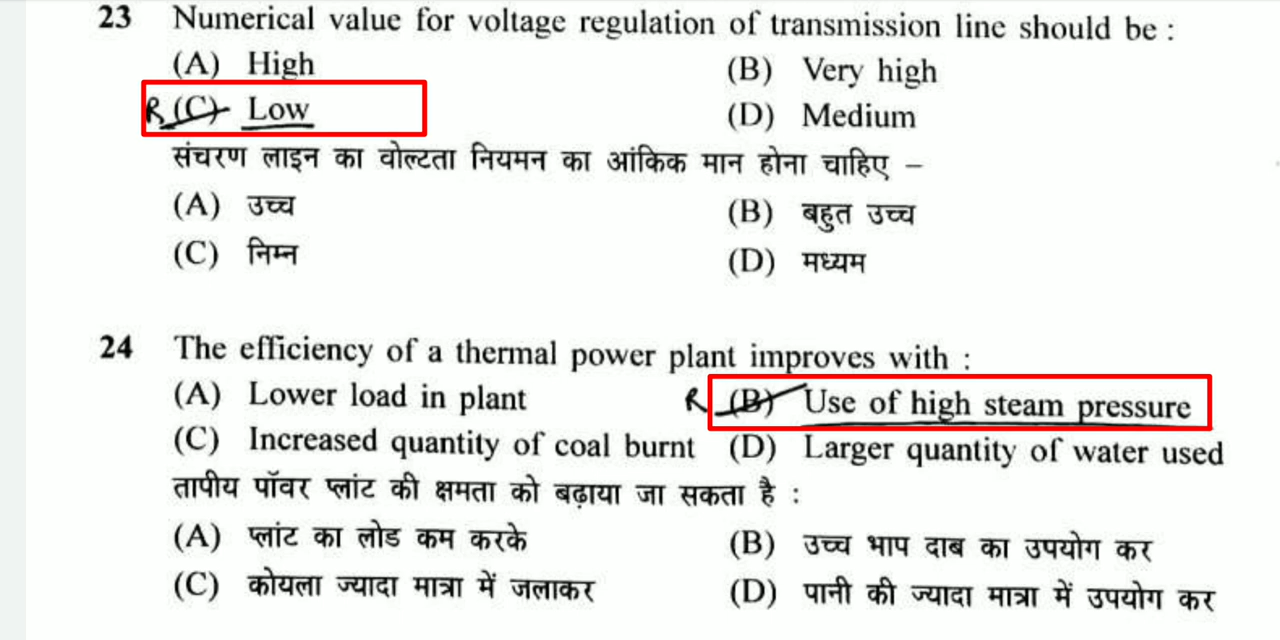 23 Numerical value for voltage regulation of transmission line should be :
(A) High (B) Very high
R (C) Low (D) Medium
संचरण लाइन का वोल्टता नियमन का आंकिक मान होना चाहिए –
(A) उच्च (B) बहुत उच्च
(C) निम्न (D) मध्यम
24 The efficiency of a thermal power plant improves with :
(A) Lower load in plant R (B) Use of high steam pressure
(C) Increased quantity of coal burnt (D) Larger quantity of water used
तापीय पॉवर प्लांट की क्षमता को बढ़ाया जा सकता है :
(A) प्लांट का लोड कम करके (B) उच्च भाप दाब का उपयोग कर
(C) कोयला ज्यादा मात्रा में जलाकर (D) पानी की ज्यादा मात्रा में उपयोग कर